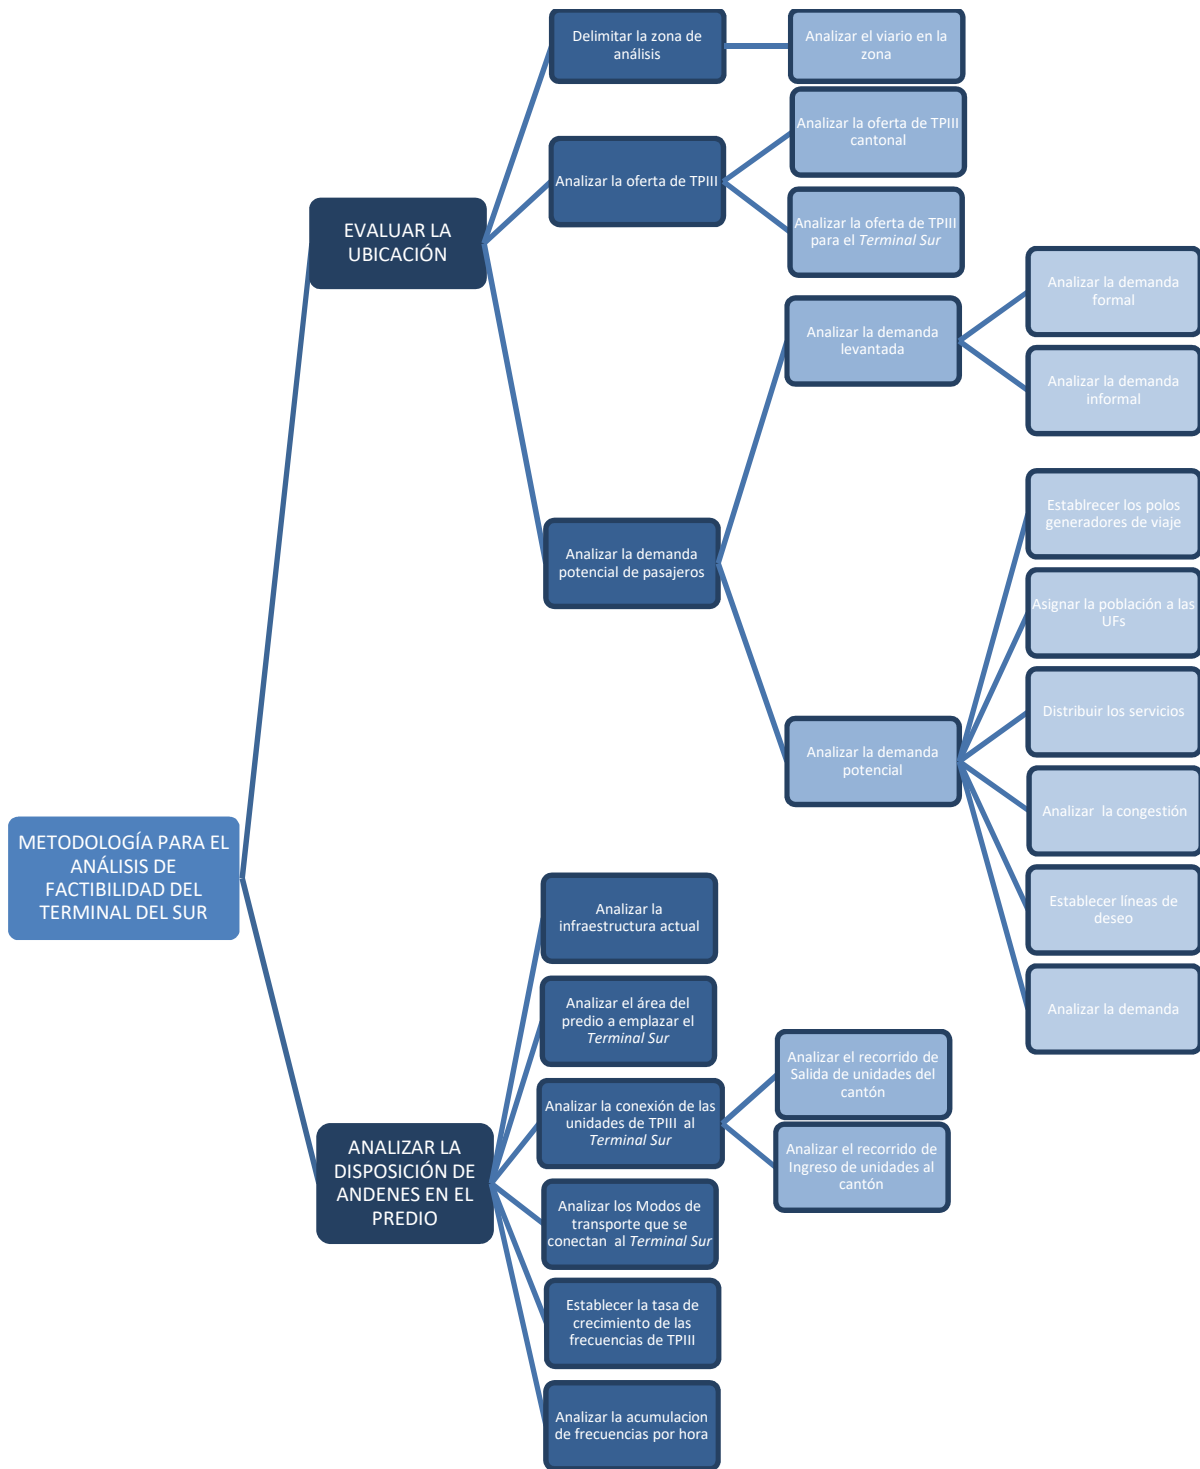 Delimitar la zona de
análisis
Analizar el viario en la
zona
Analizar la oferta de TPIII
Analizar la oferta de TPIII
cantonal
Analizar la oferta de TPIII
para el Terminal Sur
EVALUAR LA
UBICACIÓN
Analizar la demanda
potencial de pasajeros
Analizar la demanda
levantada
Analizar la demanda
formal
Analizar la demanda
informal
Analizar la demanda
potencial
Establrecer los polos
generadores de viaje
Asignar la población a las
UFs
Distribuir los servicios
Analizar  la congestión
Establecer líneas de
deseo
Analizar la demanda
METODOLOGÍA PARA EL
ANÁLISIS DE
FACTIBILIDAD DEL
TERMINAL DEL SUR
ANALIZAR LA
DISPOSICIÓN DE
ANDENES EN EL
PREDIO
Analizar la
infraestructura actual
Analizar el área del
predio a emplazar el
Terminal Sur
Analizar la conexión de las
unidades de TPIII  al
Terminal Sur
Analizar el recorrido de
Salida de unidades del
cantón
Analizar el recorrido de
Ingreso de unidades al
cantón
Analizar los Modos de
transporte que se
conectan  al Terminal Sur
Establecer la tasa de
crecimiento de las
frecuencias de TPIII
Analizar la acumulacion
de frecuencias por hora